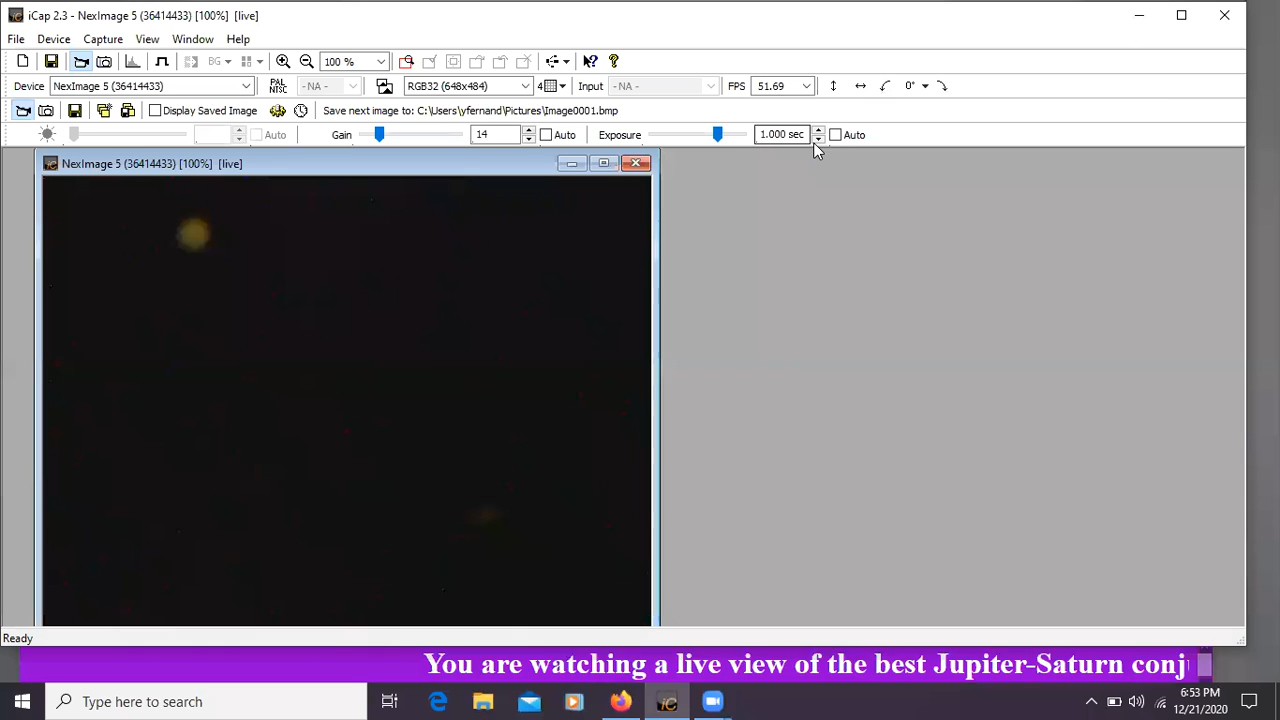 iCap 2.3 - NexImage 5 (36414433) [100%] [live]
File Device Capture View Window Help
BG 100 %
Device NexImage 5 (36414433) PAL NTSC - NA - RGB32 (648x484) 4 Input - NA - FPS 51.69 0°
Display Saved Image Save next image to: C:\Users\yfernand\Pictures\Image0001.bmp
Auto Gain 14 Auto Exposure 1.000 sec Auto
NexImage 5 (36414433) [100%] [live]
Ready
You are watching a live view of the best Jupiter-Saturn conj
Type here to search
6:53 PM
12/21/2020